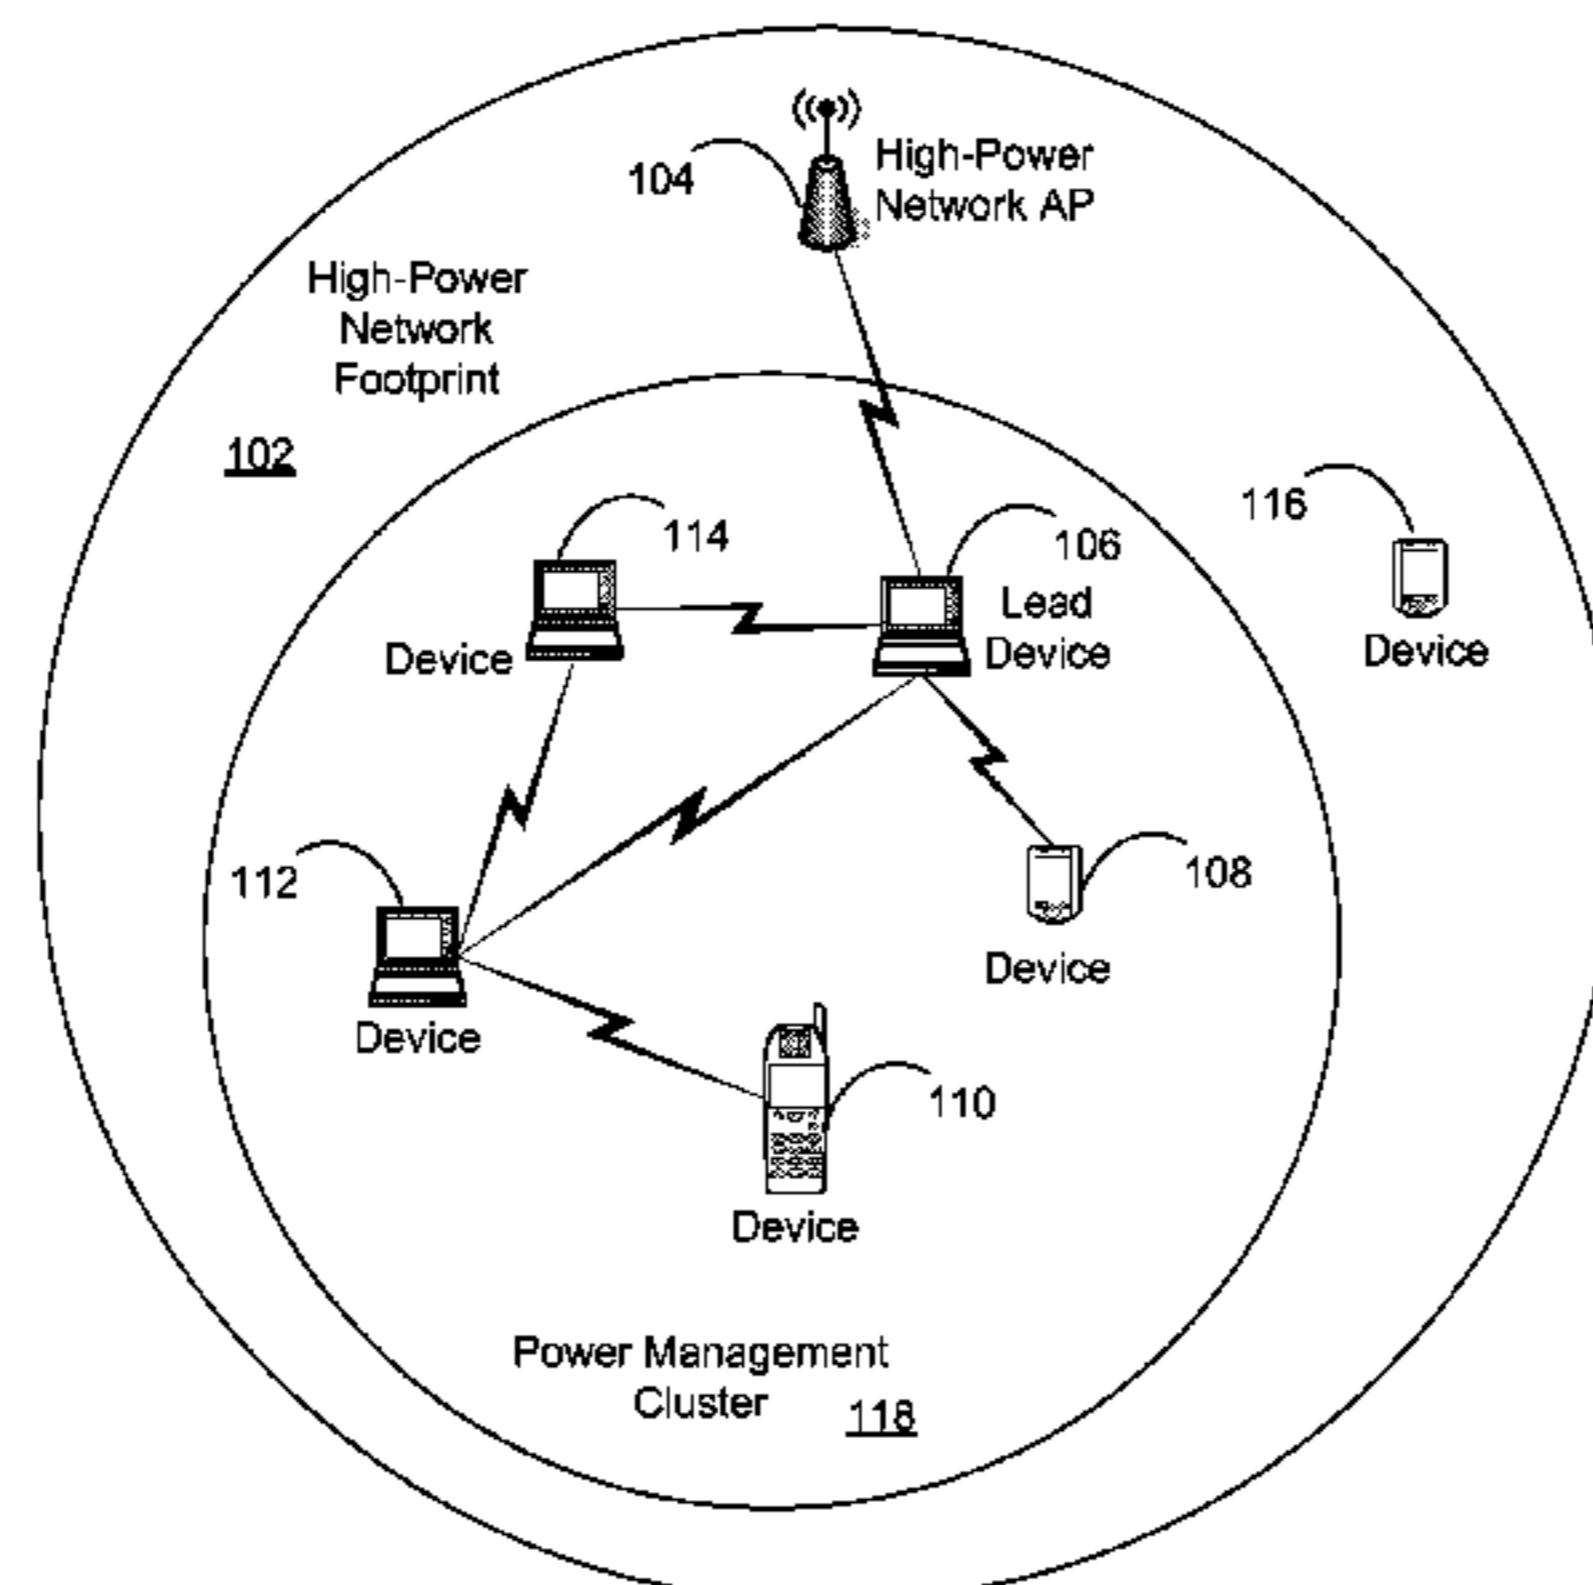 104
High-Power
Network AP
High-Power
Network
Footprint
102
116
Device
114
Device
106
Lead
Device
112
Device
108
Device
110
Device
Power Management
Cluster
118